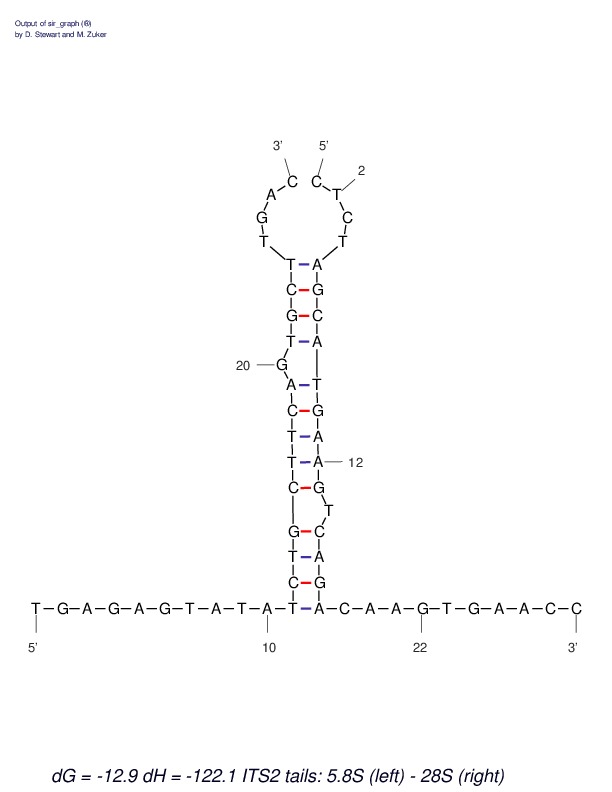 Output of sir_graph (®)
by D. Stewart and M. Zuker
3' 5'
2
C C
A T
G C
T T
T A
C G
G C
T A
20 G
A T
C G
T A
T A 12
C G
T
G C
T A
C G
T G A G A G T A T A T A C A A G T G A A C C
5' 10 22 3'
dG = -12.9 dH = -122.1 ITS2 tails: 5.8S (left) - 28S (right)